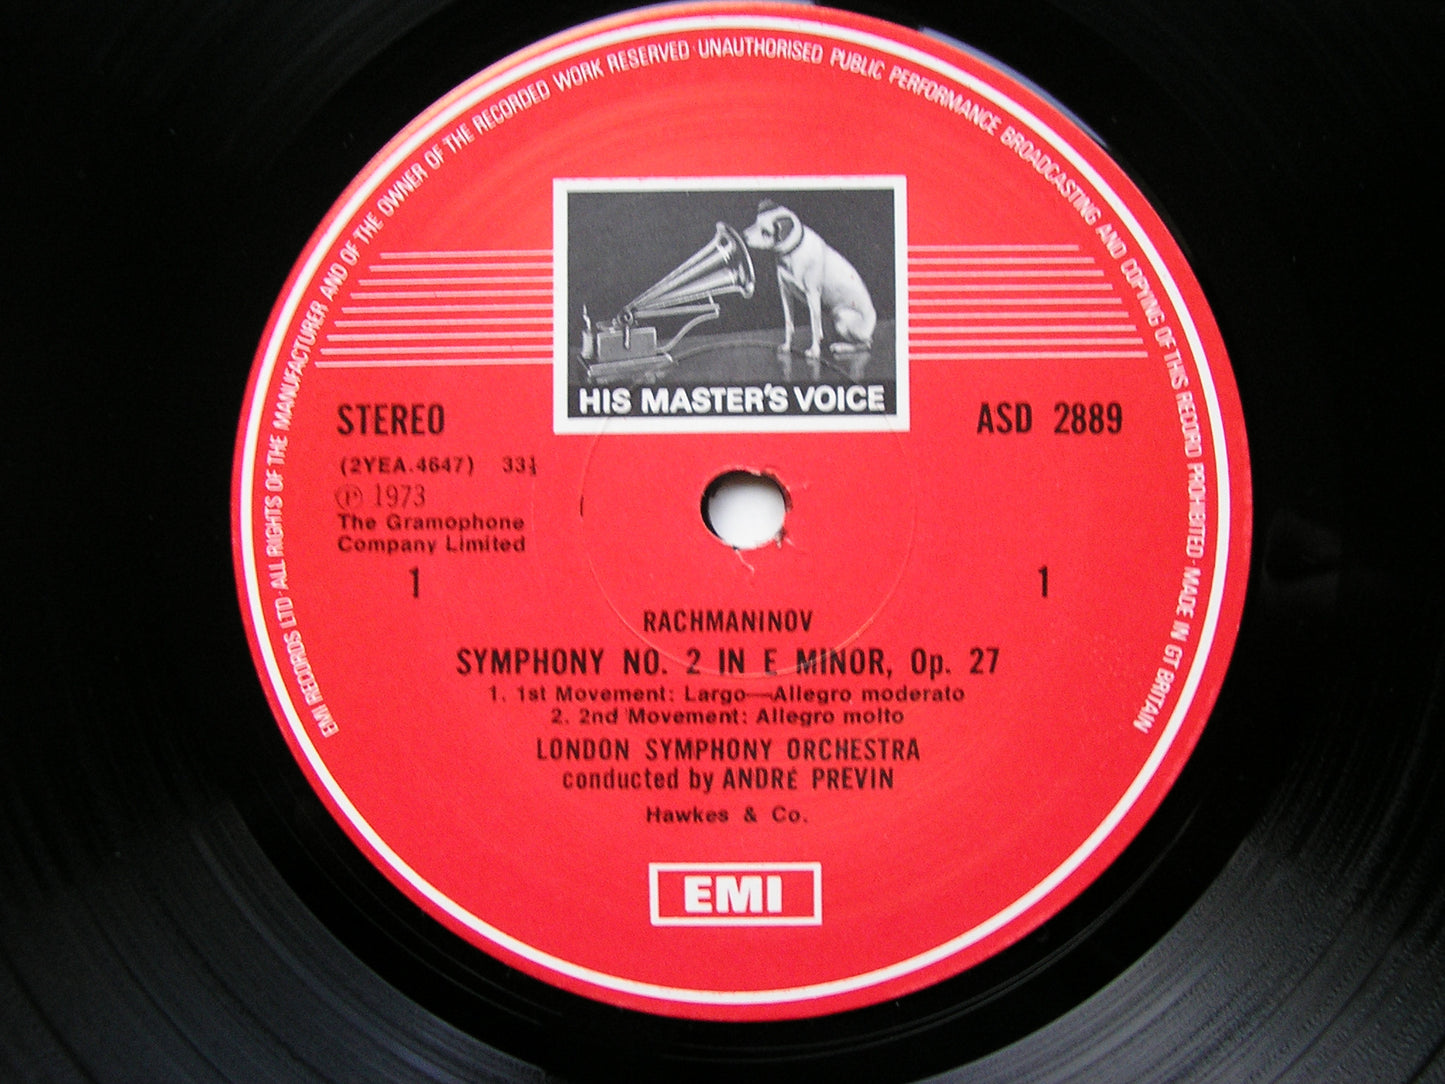 EMI RECORDS LTD·ALL RIGHTS OF THE MANUFACTURER AND OF THE OWNER OF THE RECORDED WORK RESERVED·UNAUTHORISED PUBLIC PERFORMANCE BROADCASTING AND COPYING OF THIS RECORD PROHIBITED·MADE IN GT BRITAIN
HIS MASTER'S VOICE
STEREO
ASD 2889
(2YEA.4647) 33⅓
Ⓟ 1973
The Gramophone
Company Limited
1
1
RACHMANINOV
SYMPHONY NO. 2 IN E MINOR, Op. 27
1. 1st Movement: Largo—Allegro moderato
2. 2nd Movement: Allegro molto
LONDON SYMPHONY ORCHESTRA
conducted by ANDRÉ PREVIN
Hawkes & Co.
EMI